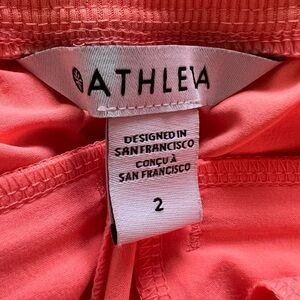 ATHLETA
DESIGNED IN
SAN FRANCISCO
CONÇU À
SAN FRANCISCO
2